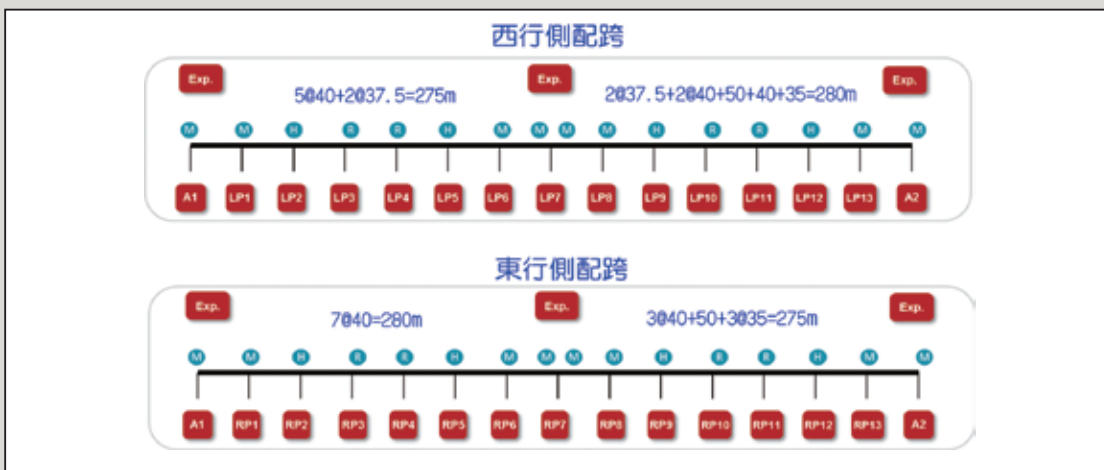 西行側配跨
Exp. Exp. Exp.
5@40+2@37.5=275m 2@37.5+2@40+50+40+35=280m
M M H R R H M M M M H R R H M M
A1 LP1 LP2 LP3 LP4 LP5 LP6 LP7 LP8 LP9 LP10 LP11 LP12 LP13 A2
東行側配跨
Exp. Exp. Exp.
7@40=280m 3@40+50+3@35=275m
M M H R R H M M M M H R R H M M
A1 RP1 RP2 RP3 RP4 RP5 RP6 RP7 RP8 RP9 RP10 RP11 RP12 RP13 A2